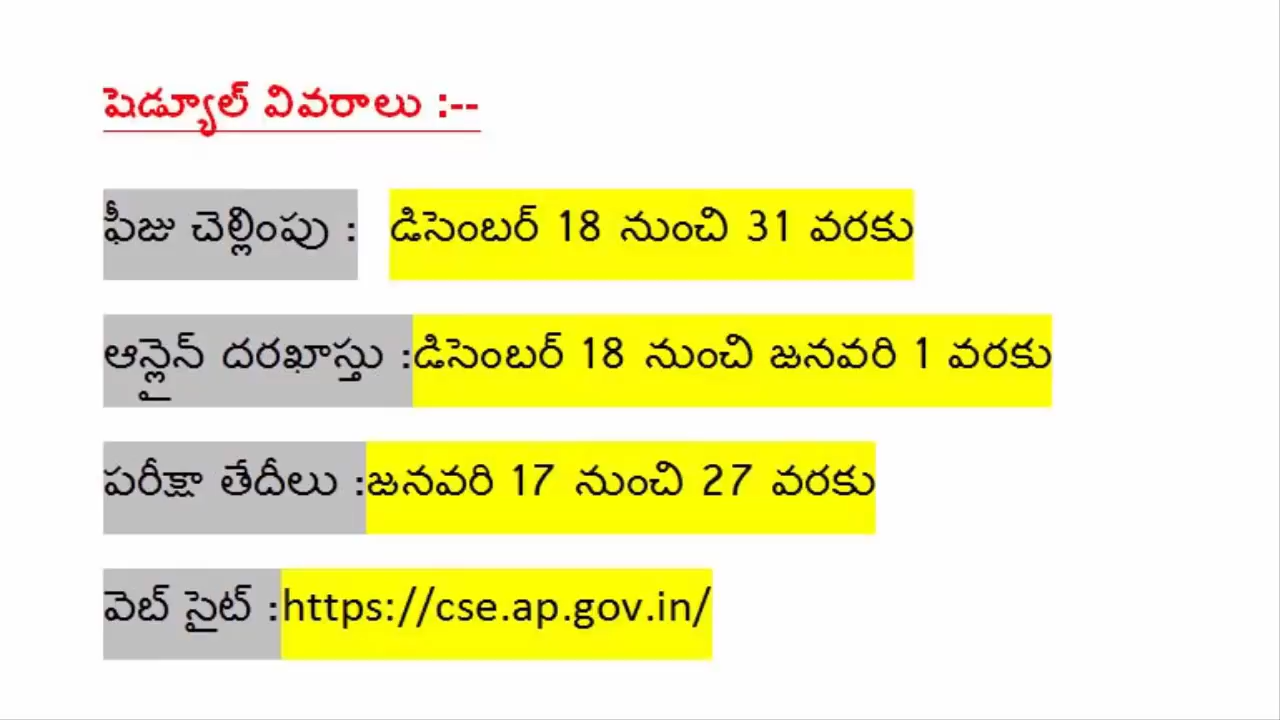 షెడ్యూల్ వివరాలు :--
ఫీజు చెల్లింపు : డిసెంబర్ 18 నుంచి 31 వరకు
ఆన్లైన్ దరఖాస్తు :డిసెంబర్ 18 నుంచి జనవరి 1 వరకు
పరీక్షా తేదీలు :జనవరి 17 నుంచి 27 వరకు
వెబ్ సైట్ :https://cse.ap.gov.in/